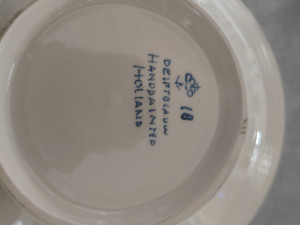 18
DELFTBLAUW
HANDPAINTED
HOLLAND